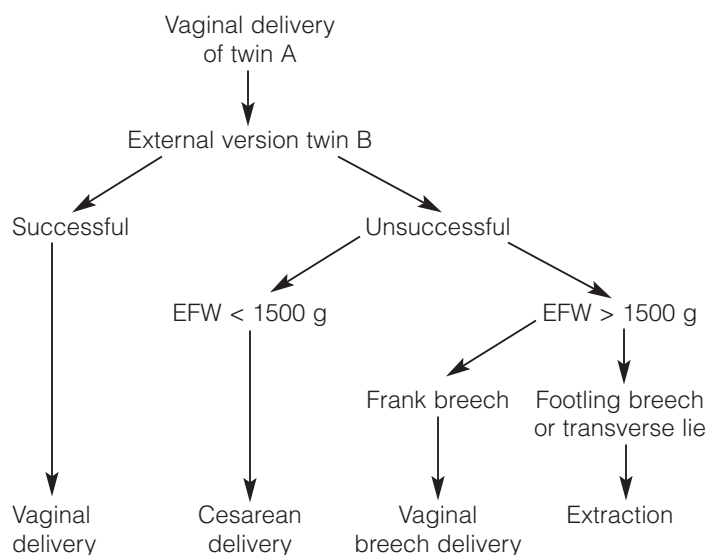 Vaginal delivery
of twin A
External version twin B
Successful
Unsuccessful
EFW < 1500 g
EFW > 1500 g
Frank breech
Footling breech
or transverse lie
Vaginal
delivery
Cesarean
delivery
Vaginal
breech delivery
Extraction